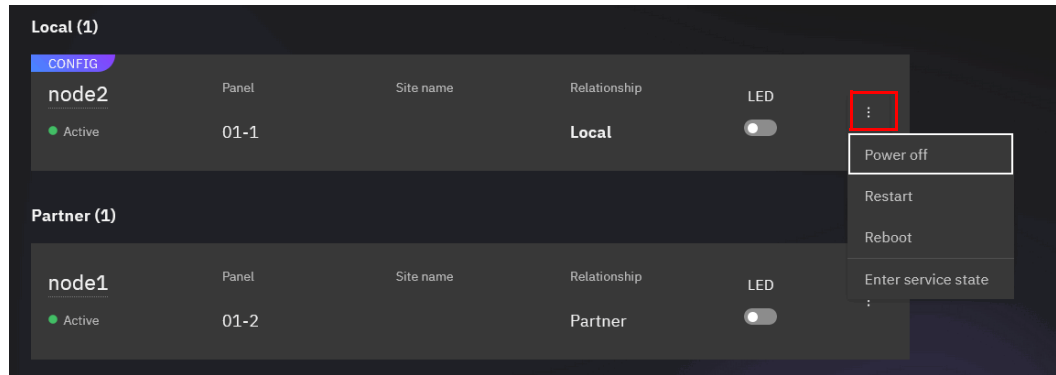 Local (1)
CONFIG
node2
Panel
Site name
Relationship
LED
Active
01-1
Local
Power off
Restart
Reboot
Enter service state
Partner (1)
node1
Panel
Site name
Relationship
LED
Active
01-2
Partner